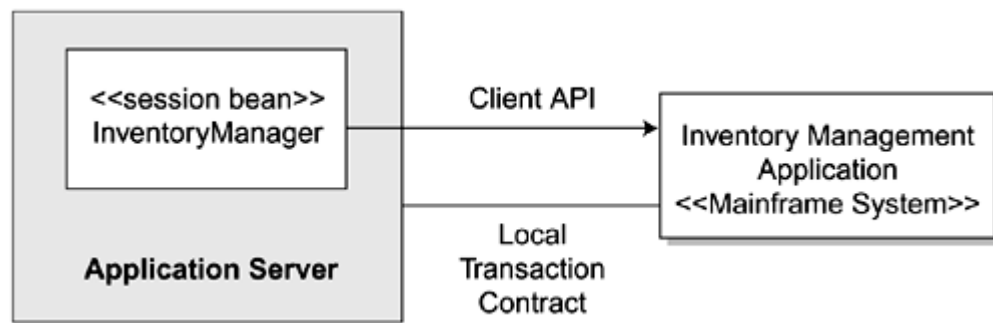 <<session bean>>
InventoryManager
Application Server
Client API
Local
Transaction
Contract
Inventory Management
Application
<<Mainframe System>>